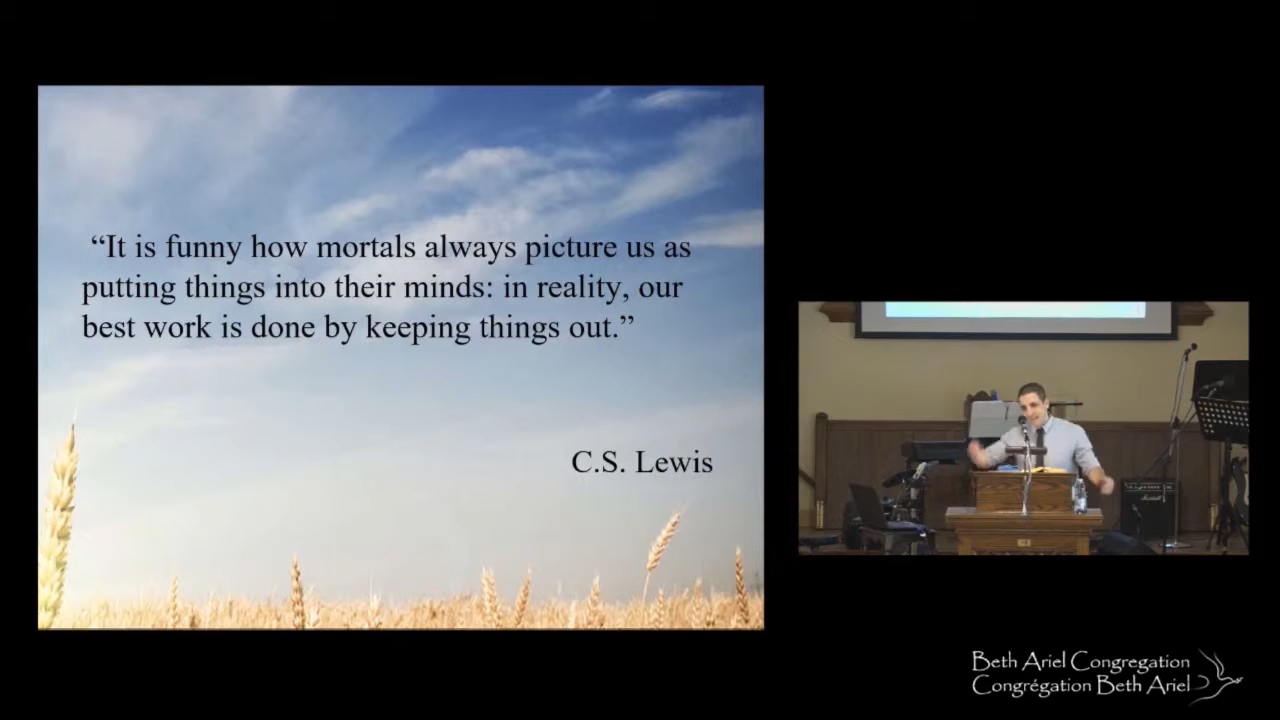 “It is funny how mortals always picture us as
putting things into their minds: in reality, our
best work is done by keeping things out.”
C.S. Lewis
Marshall
Beth Ariel Congregation
Congrégation Beth Ariel